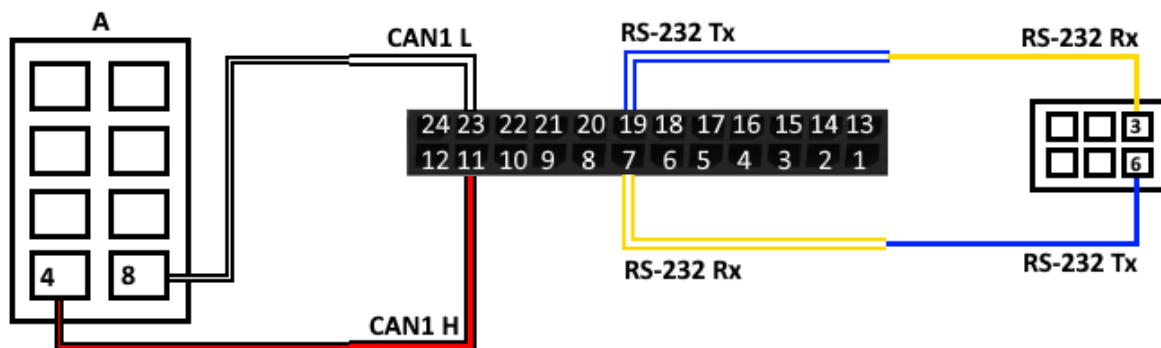 A
CAN1 L
RS-232 Tx
RS-232 Rx
24 23 22 21 20 19 18 17 16 15 14 13
12 11 10 9 8 7 6 5 4 3 2 1
3
6
4
8
RS-232 Rx
RS-232 Tx
CAN1 H